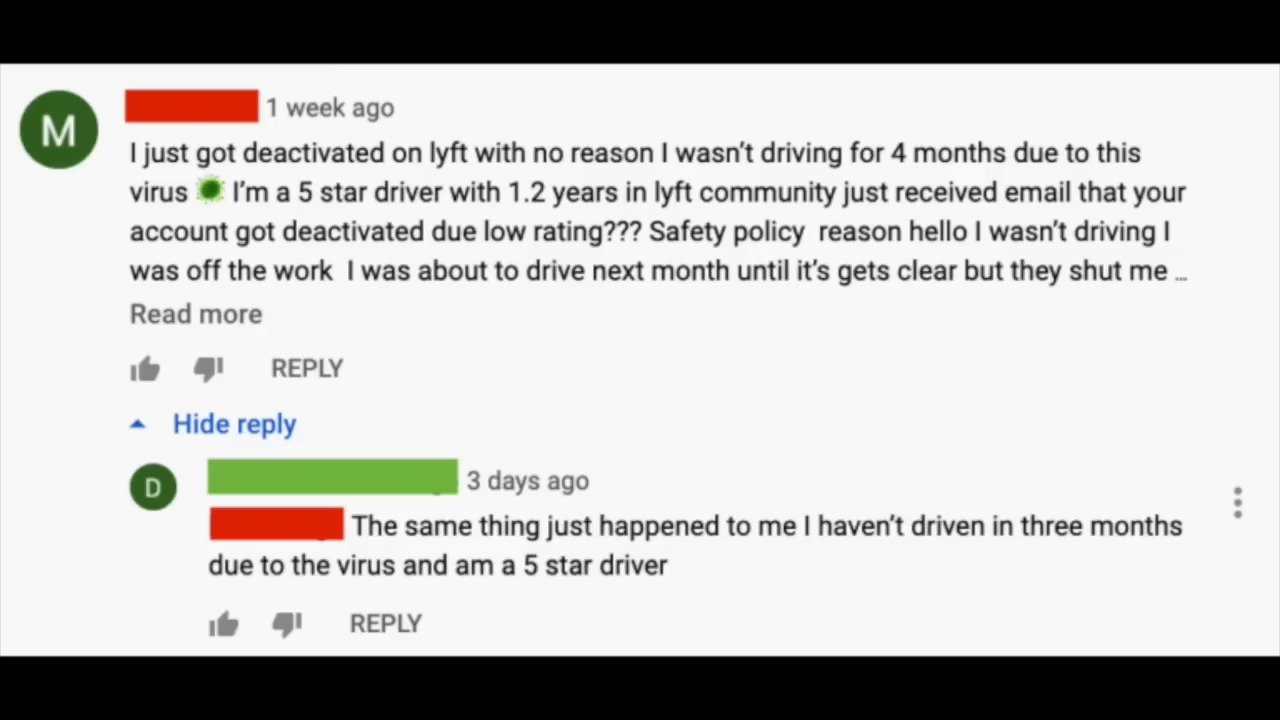 M
1 week ago
I just got deactivated on lyft with no reason I wasn't driving for 4 months due to this
virus I'm a 5 star driver with 1.2 years in lyft community just received email that your
account got deactivated due low rating??? Safety policy  reason hello I wasn't driving I
was off the work  I was about to drive next month until it's gets clear but they shut me ...
Read more
REPLY
Hide reply
D
3 days ago
The same thing just happened to me I haven't driven in three months
due to the virus and am a 5 star driver
REPLY